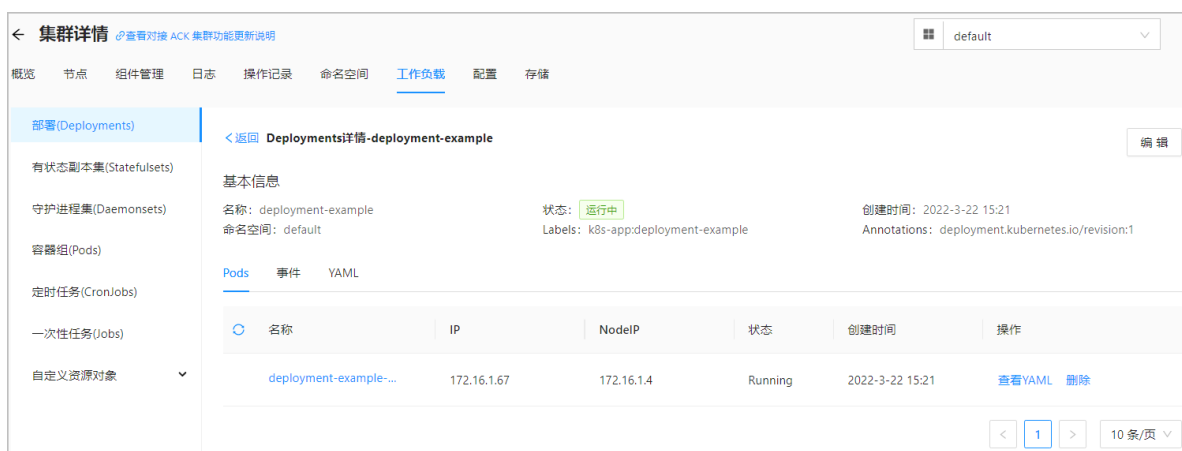 集群详情 查看对接 ACK 集群功能更新说明
default
概览 节点 组件管理 日志 操作记录 命名空间 工作负载 配置 存储
部署(Deployments)
有状态副本集(Statefulsets)
守护进程集(Daemonsets)
容器组(Pods)
定时任务(CronJobs)
一次性任务(Jobs)
自定义资源对象
返回 Deployments详情-deployment-example
编 辑
基本信息
名称: deployment-example 状态: 运行中 创建时间: 2022-3-22 15:21
命名空间: default Labels: k8s-app:deployment-example Annotations: deployment.kubernetes.io/revision:1
Pods 事件 YAML
名称 IP NodeIP 状态 创建时间 操作
deployment-example-... 172.16.1.67 172.16.1.4 Running 2022-3-22 15:21 查看YAML 删除
< 1 > 10 条/页